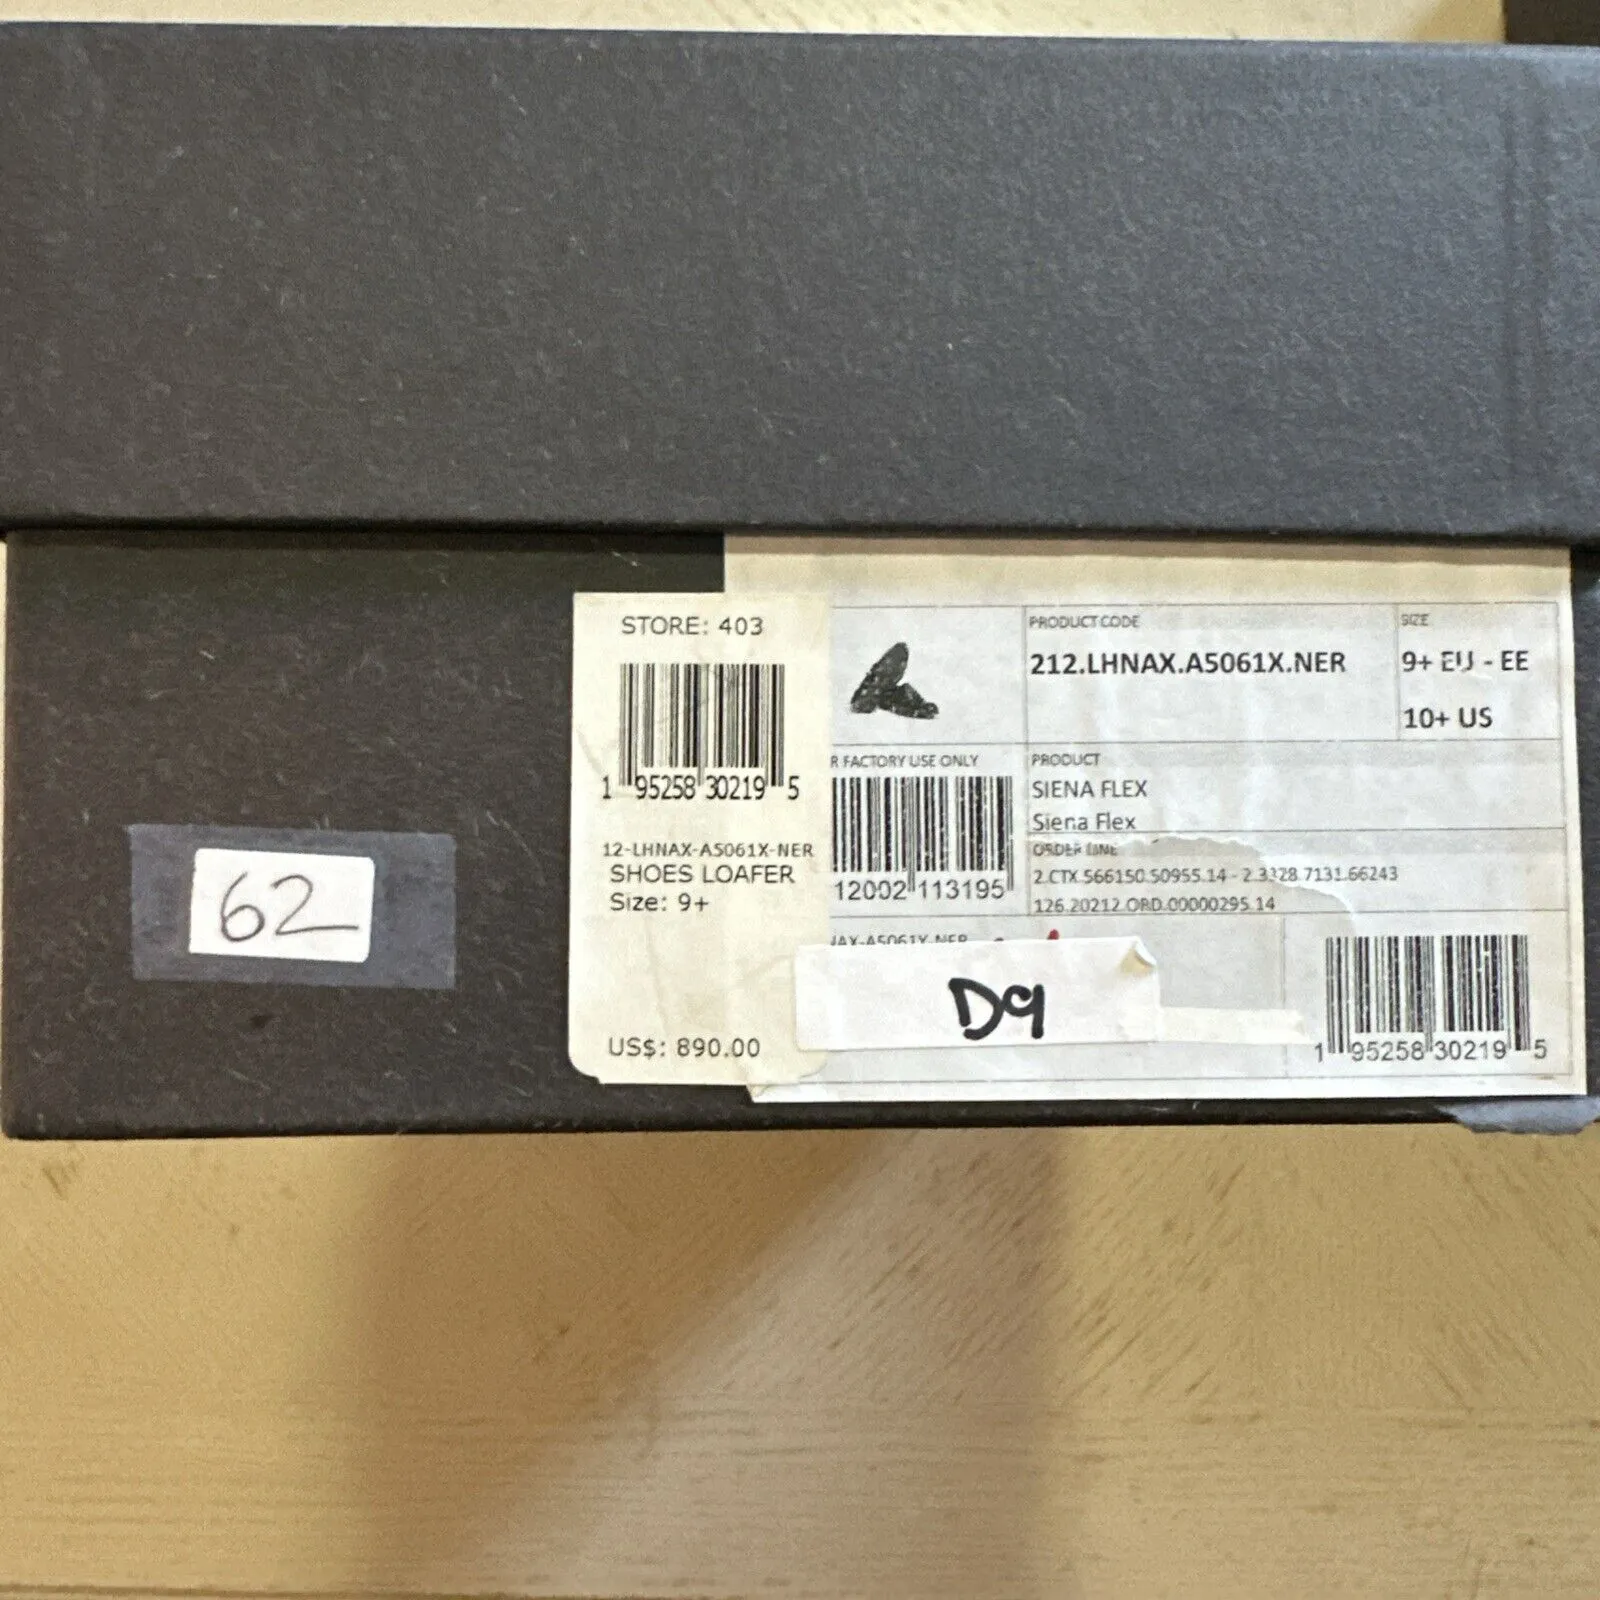 62
STORE: 403
1 95258 30219 5
12-LHNAX-A5061X-NER
SHOES LOAFER
Size: 9+
US$: 890.00
PRODUCT CODE
212.LHNAX.A5061X.NER
SIZE
9+ EU - EE
10+ US
R FACTORY USE ONLY
12002 113195
PRODUCT
SIENA FLEX
Siena Flex
ORDER LINE
2.CTX.566150.50955.14 - 2.3328.7131.66243
126.20212.ORD.00000295.14
AX-A5061X-NER
D9
1 95258 30219 5